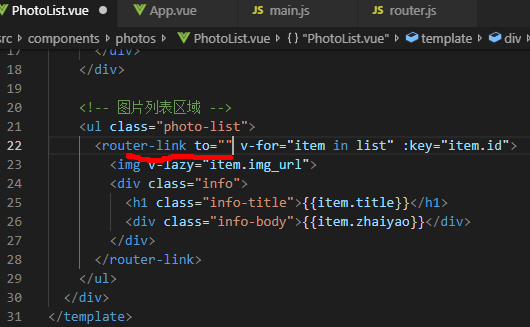 PhotoList.vue ● App.vue JS main.js JS router.js
src > components > photos > PhotoList.vue > {} "PhotoList.vue" > template > div
17 </div>
18 </div>
19
20 <!-- 图片列表区域 -->
21 <ul class="photo-list">
22 <router-link to="" v-for="item in list" :key="item.id">
23 <img v-lazy="item.img_url">
24 <div class="info">
25 <h1 class="info-title">{{item.title}}</h1>
26 <div class="info-body">{{item.zhaiyao}}</div>
27 </div>
28 </router-link>
29 </ul>
30 </div>
31 </template>